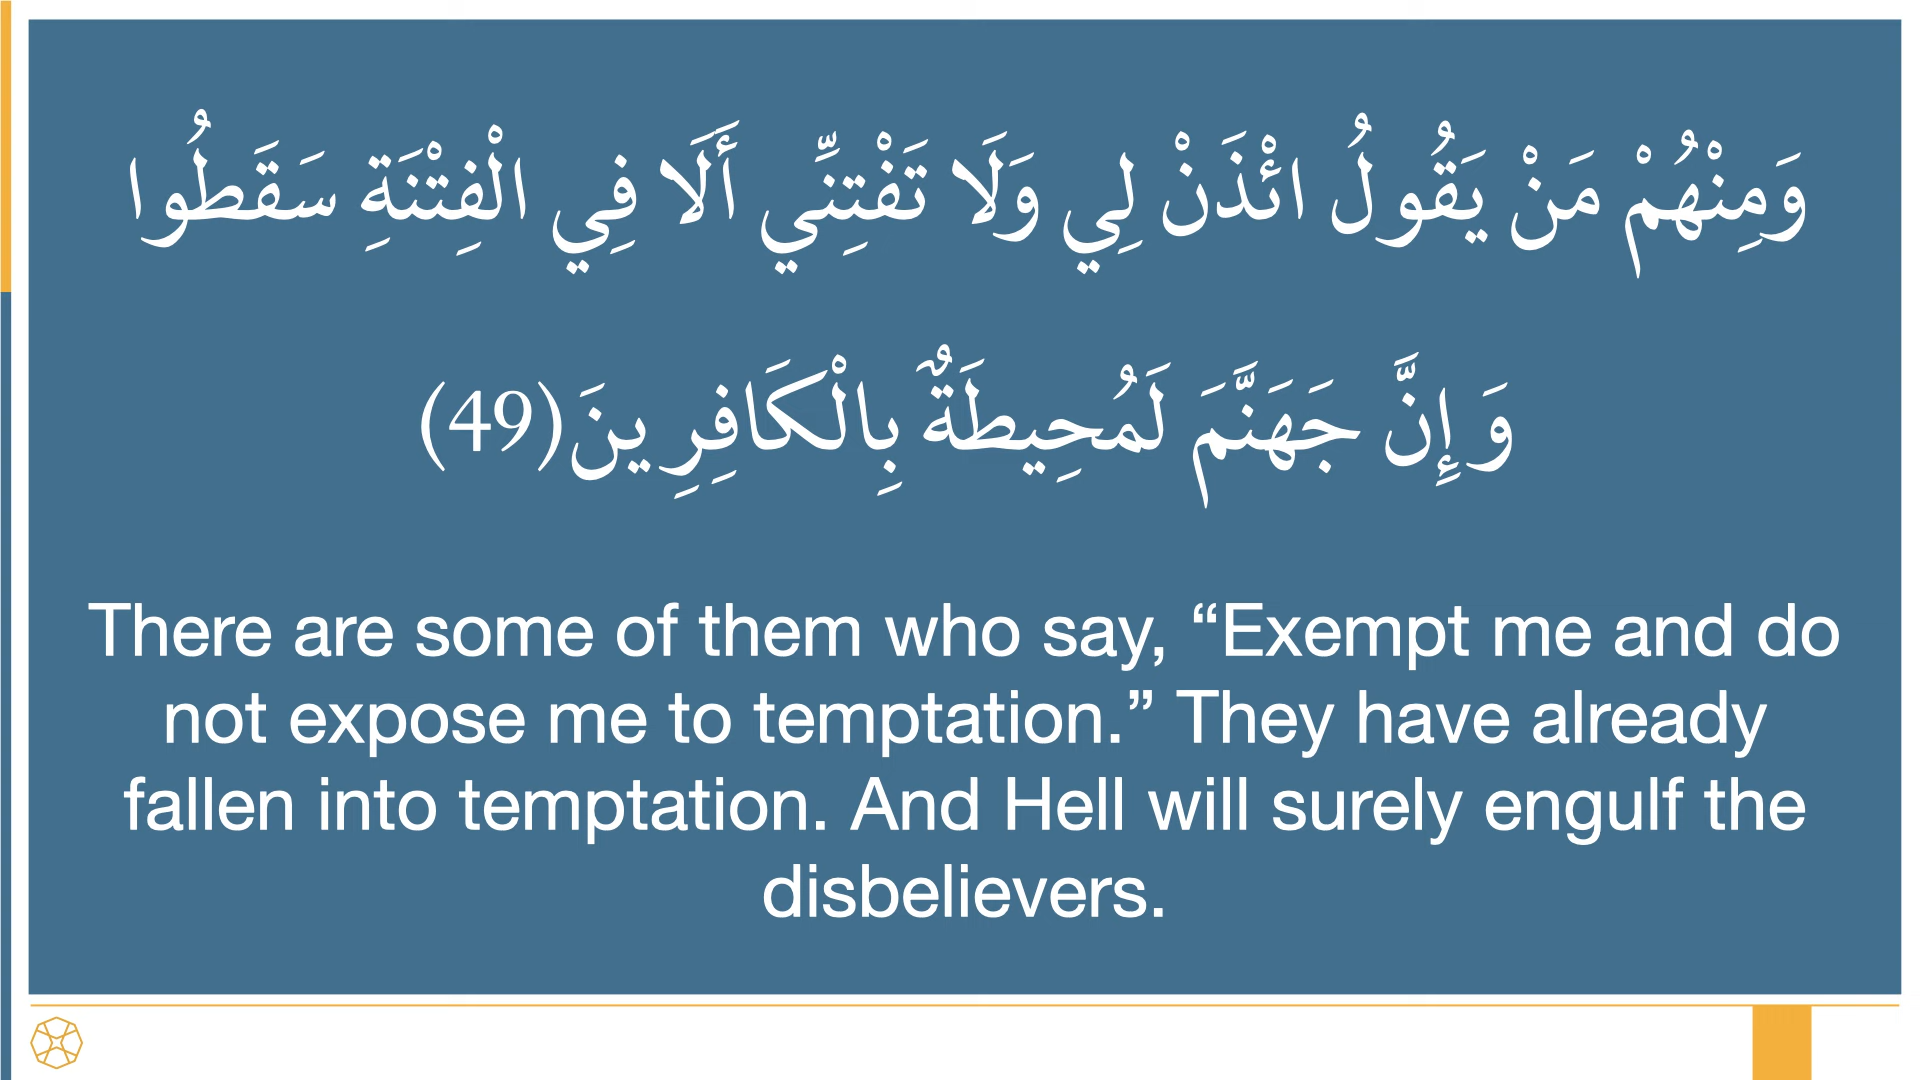 وَمِنْهُمْ مَنْ يَقُولُ ائْذَنْ لِي وَلَا تَفْتِنِّي أَلَا فِي الْفِتْنَةِ سَقَطُوا
وَإِنَّ جَهَنَّمَ لَمُحِيطَةٌ بِالْكَافِرِينَ(49)
There are some of them who say, “Exempt me and do
not expose me to temptation.” They have already
fallen into temptation. And Hell will surely engulf the
disbelievers.